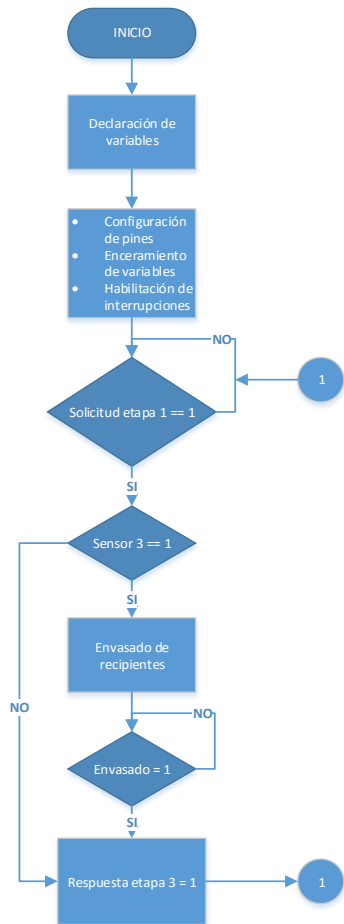 INICIO
Declaración de
variables
• Configuración
de pines
• Enceramiento
de variables
• Habilitación de
interrupciones
NO
1
Solicitud etapa 1 == 1
SI
Sensor 3 == 1
SI
Envasado de
recipientes
NO
NO
Envasado = 1
SI
Respuesta etapa 3 = 1
1